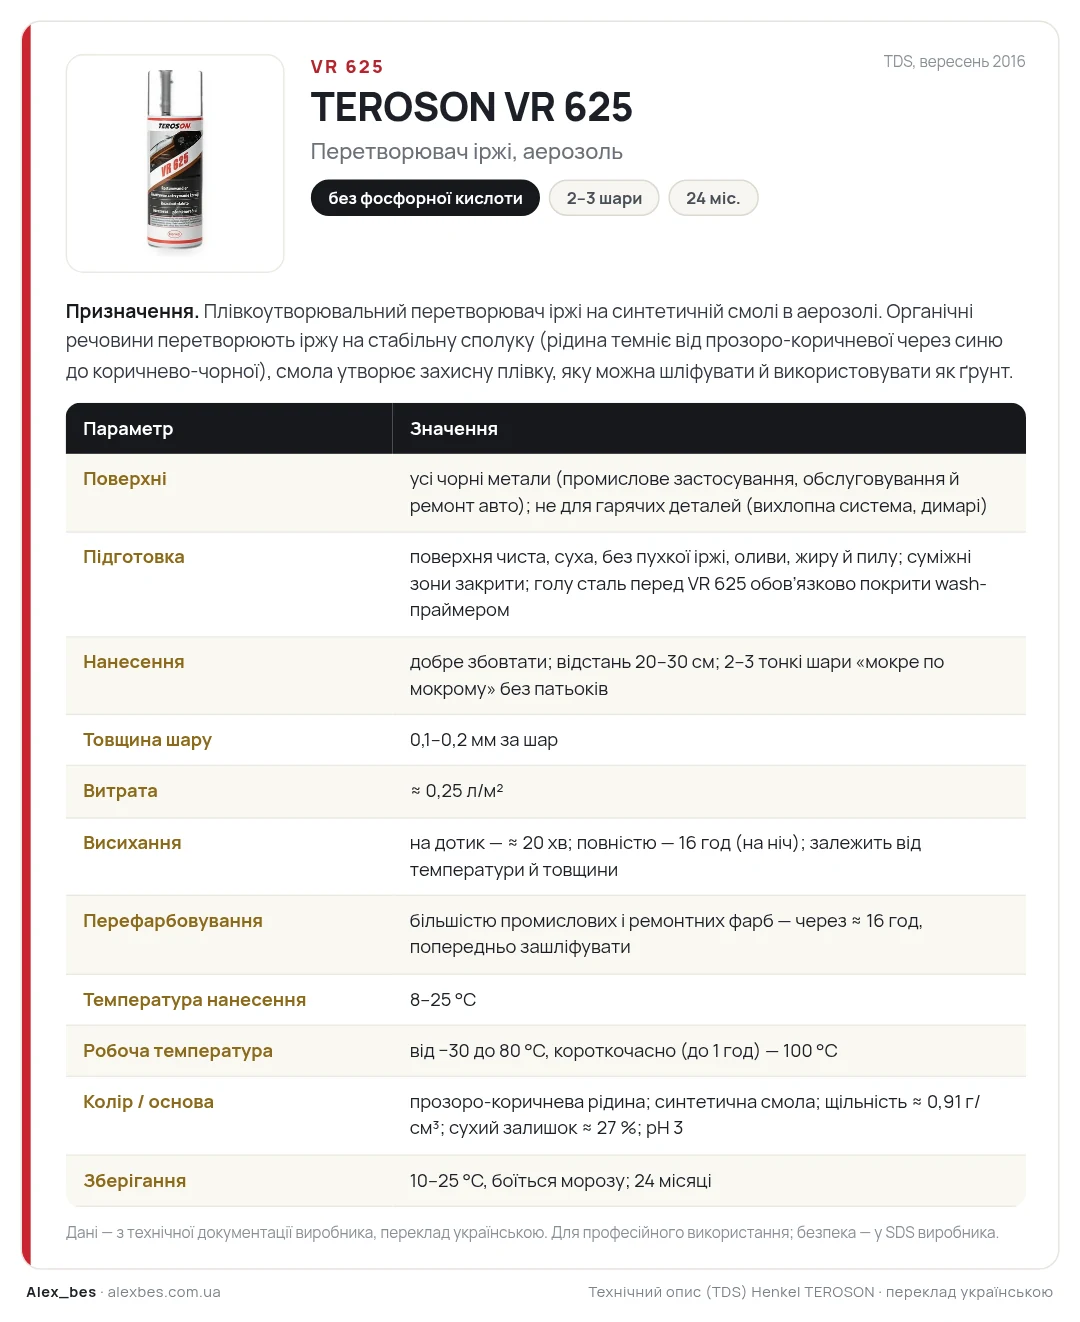 TEROSON
VR 625
VR 625
TDS, вересень 2016
TEROSON VR 625
Перетворювач іржі, аерозоль
без фосфорної кислоти
2–3 шари
24 міс.
Призначення. Плівкоутворювальний перетворювач іржі на синтетичній смолі в аерозолі. Органічні
речовини перетворюють іржу на стабільну сполуку (рідина темніє від прозоро-коричневої через синю
до коричнево-чорної), смола утворює захисну плівку, яку можна шліфувати й використовувати як ґрунт.
Параметр Значення
Поверхні усі чорні метали (промислове застосування, обслуговування й
ремонт авто); не для гарячих деталей (вихлопна система, димарі)
Підготовка поверхня чиста, суха, без пухкої іржі, оливи, жиру й пилу; суміжні
зони закрити; голу сталь перед VR 625 обов’язково покрити wash-
праймером
Нанесення добре збовтати; відстань 20–30 см; 2–3 тонкі шари «мокре по
мокрому» без патьоків
Товщина шару 0,1–0,2 мм за шар
Витрата ≈ 0,25 л/м²
Висихання на дотик — ≈ 20 хв; повністю — 16 год (на ніч); залежить від
температури й товщини
Перефарбовування більшістю промислових і ремонтних фарб — через ≈ 16 год,
попередньо зашліфувати
Температура нанесення 8–25 °C
Робоча температура від −30 до 80 °C, короткочасно (до 1 год) — 100 °C
Колір / основа прозоро-коричнева рідина; синтетична смола; щільність ≈ 0,91 г/
см³; сухий залишок ≈ 27 %; pH 3
Зберігання 10–25 °C, боїться морозу; 24 місяці
Дані — з технічної документації виробника, переклад українською. Для професійного використання; безпека — у SDS виробника.
Alex_bes · alexbes.com.ua
Технічний опис (TDS) Henkel TEROSON · переклад українською